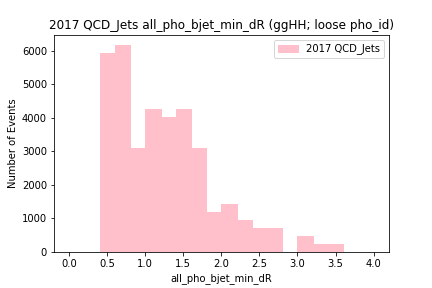 2017 QCD_Jets all_pho_bjet_min_dR (ggHH; loose pho_id)
2017 QCD_Jets
6000
5000
4000
3000
2000
1000
0
Number of Events
0.0 0.5 1.0 1.5 2.0 2.5 3.0 3.5 4.0
all_pho_bjet_min_dR